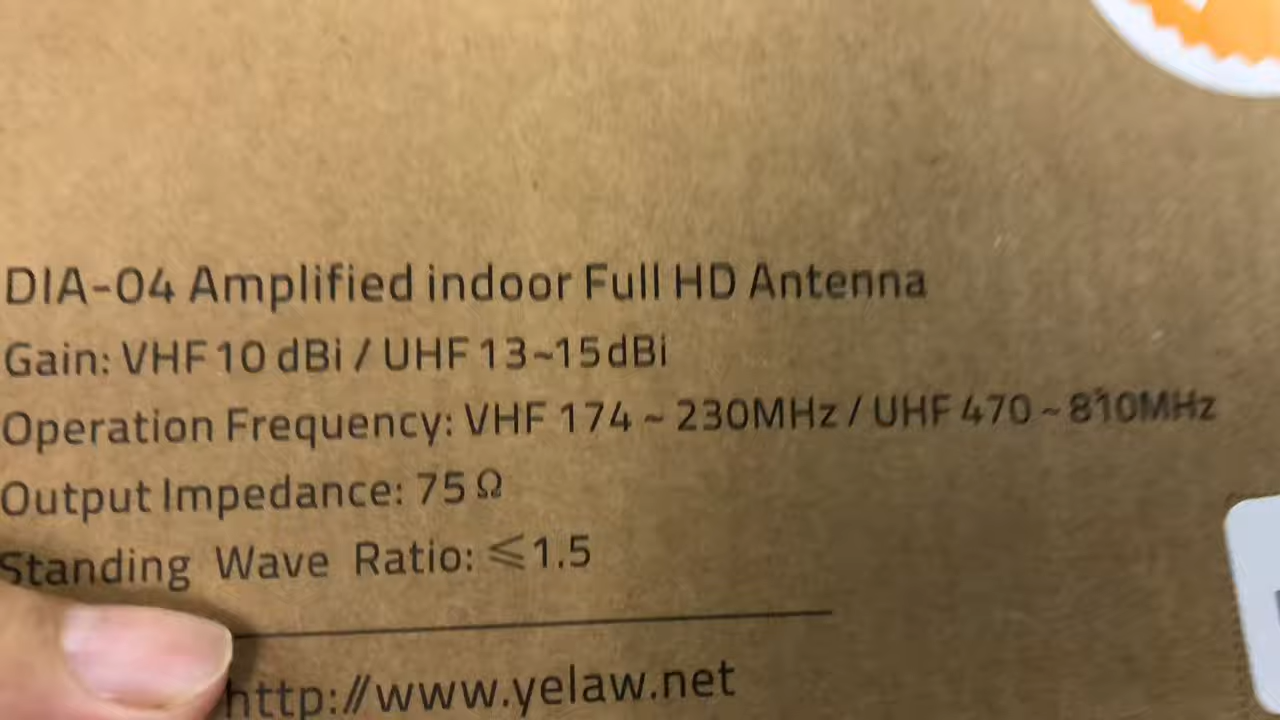 DIA-04 Amplified indoor Full HD Antenna
Gain: VHF 10 dBi / UHF 13~15dBi
Operation Frequency: VHF 174 ~ 230MHz / UHF 470 ~ 810MHz
Output Impedance: 75 Ω
Standing Wave Ratio: ⩽1.5
http://www.yelaw.net